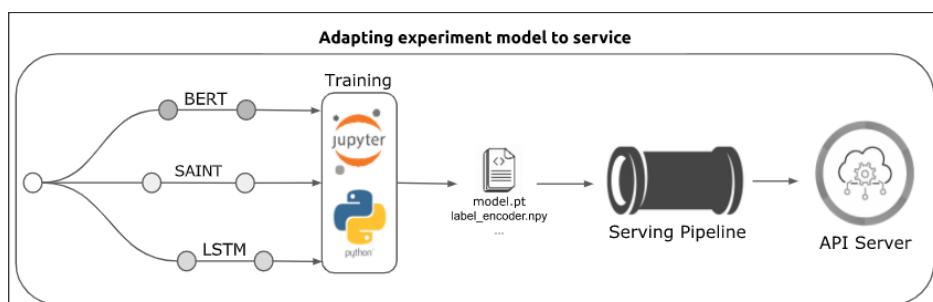 Adapting experiment model to service
Training
BERT
SAINT
LSTM
jupyter
python
model.pt
label_encoder.npy
...
Serving Pipeline
API Server